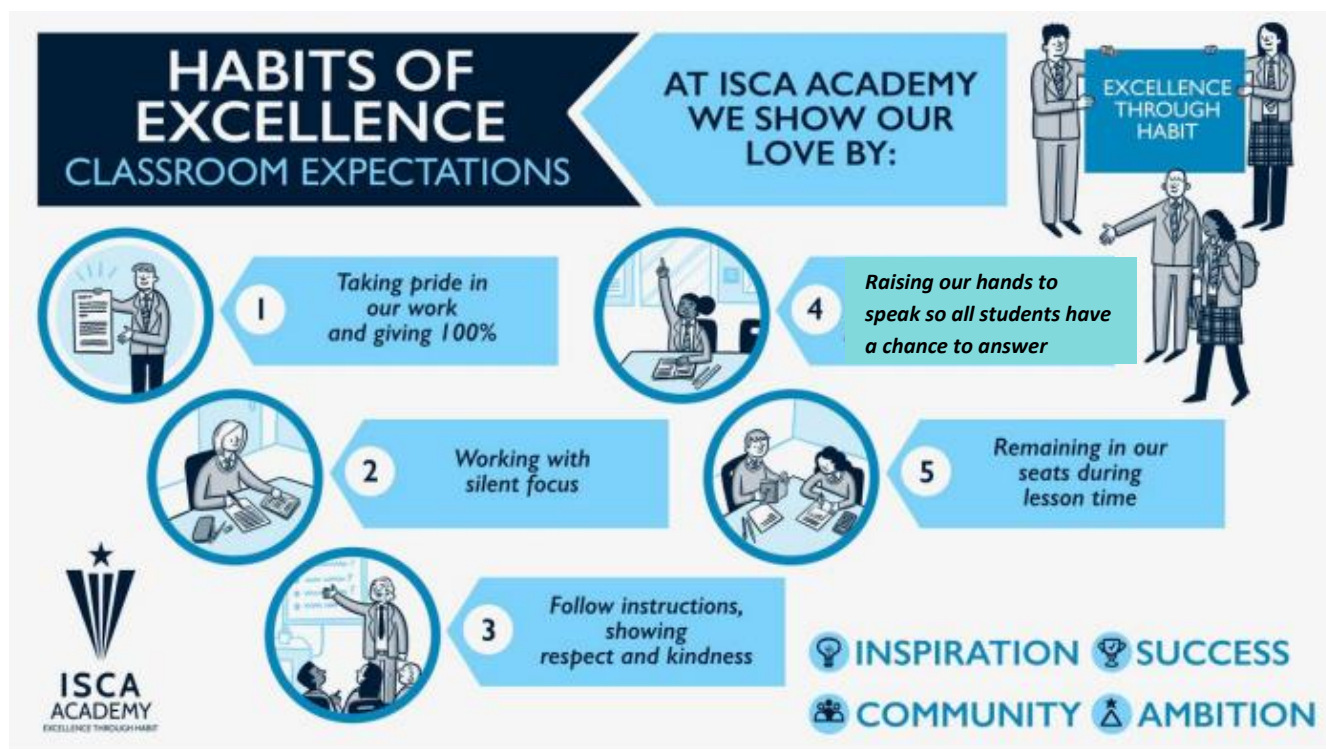 HABITS OF
EXCELLENCE
CLASSROOM EXPECTATIONS
AT ISCA ACADEMY
WE SHOW OUR
LOVE BY:
EXCELLENCE
THROUGH
HABIT
1
Taking pride in
our work
and giving 100%
2
Working with
silent focus
3
Follow instructions,
showing
respect and kindness
4
Raising our hands to
speak so all students have
a chance to answer
5
Remaining in our
seats during
lesson time
ISCA
ACADEMY
EXCELLENCE THROUGH HABIT
INSPIRATION
SUCCESS
COMMUNITY
AMBITION